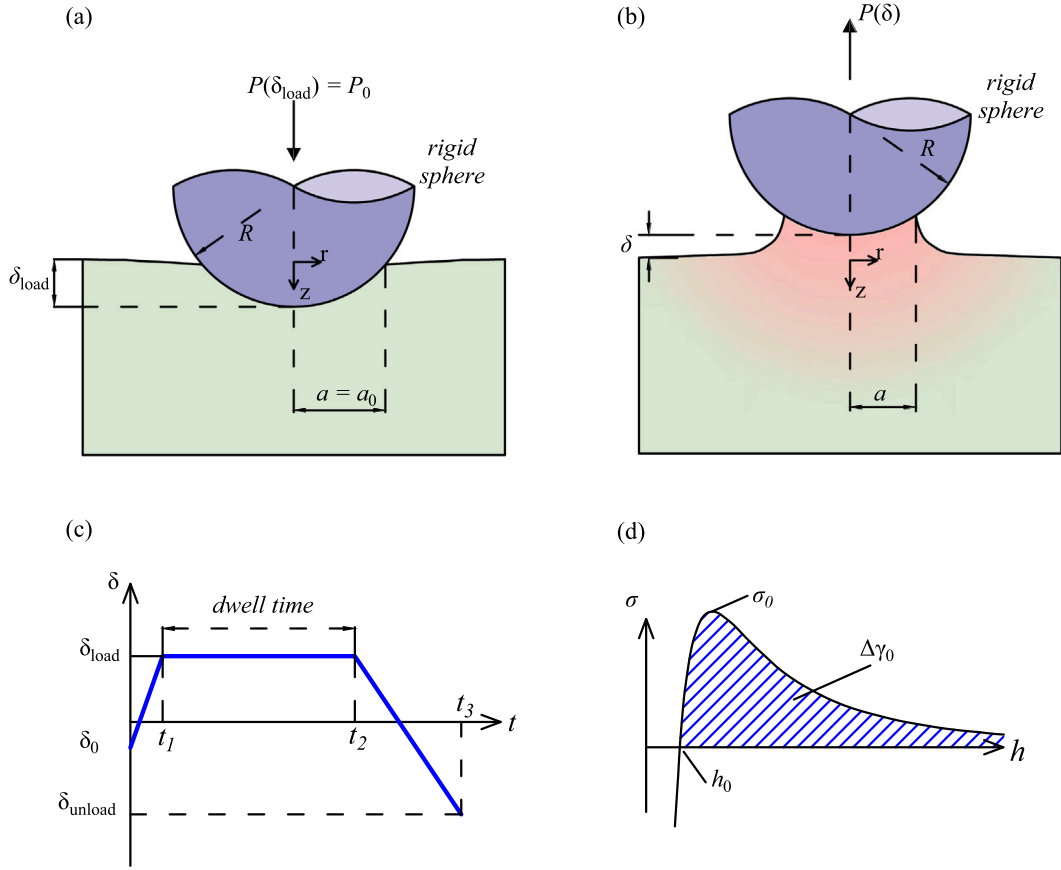 (a)
P(δload) = P0
rigid
sphere
R
δload
r
z
a = a0
(b)
P(δ)
rigid
sphere
R
δ
r
z
a
(c)
δ
dwell time
δload
t3
t
δ0
t1
t2
δunload
(d)
σ
σ0
Δγ0
h
h0